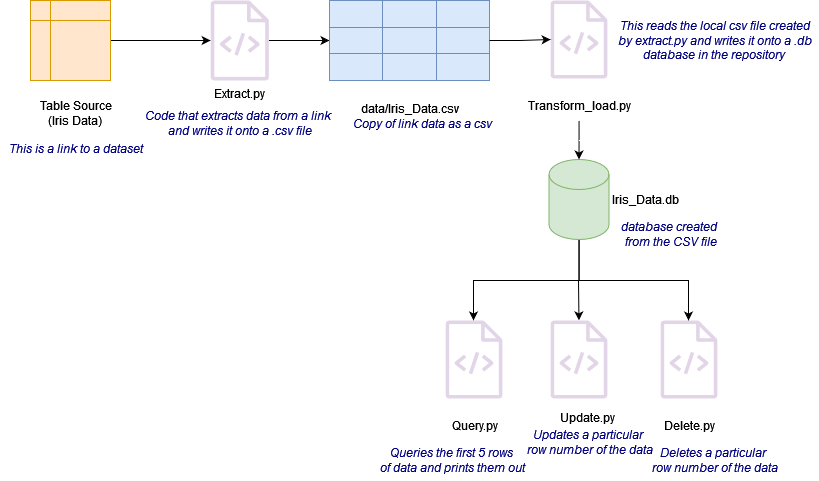 This reads the local csv file created
by extract.py and writes it onto a .db
database in the repository
Table Source
(Iris Data)
This is a link to a dataset
Extract.py
Code that extracts data from a link
and writes it onto a .csv file
data/Iris_Data.csv
Copy of link data as a csv
Transform_load.py
Iris_Data.db
database created
from the CSV file
Query.py
Queries the first 5 rows
of data and prints them out
Update.py
Updates a particular
row number of the data
Delete.py
Deletes a particular
row number of the data